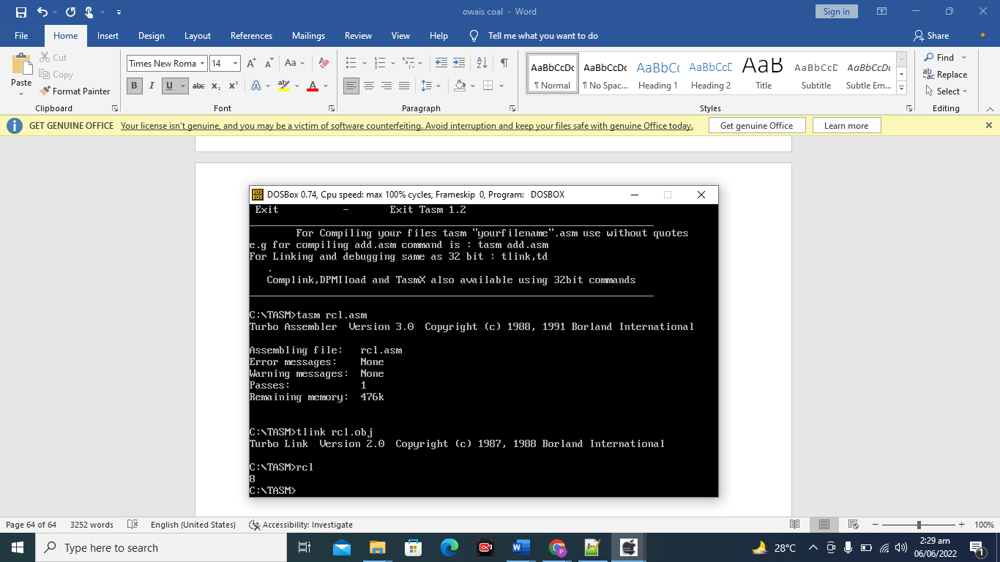 owais coal - Word
Sign in
File Home Insert Design Layout References Mailings Review View Help Tell me what you want to do Share
Paste
Cut
Copy
Format Painter
Clipboard
Times New Roma 14
Font
Paragraph
AaBbCcDc AaBbCcDc AaBbCc AaBbCcD AaB AaBbCcD AaBbCcDc
¶ Normal ¶ No Spac... Heading 1 Heading 2 Title Subtitle Subtle Em...
Styles
Find
Replace
Select
Editing
GET GENUINE OFFICE Your license isn't genuine, and you may be a victim of software counterfeiting. Avoid interruption and keep your files safe with genuine Office today. Get genuine Office Learn more
DOSBox 0.74, Cpu speed: max 100% cycles, Frameskip 0, Program: DOSBOX
Exit - Exit Tasm 1.2
For Compiling your files tasm "yourfilename".asm use without quotes
e.g for compiling add.asm command is : tasm add.asm
For Linking and debugging same as 32 bit : tlink,td
.
Complink,DPMIload and TasmX also available using 32bit commands
C:\TASM>tasm rcl.asm
Turbo Assembler Version 3.0 Copyright (c) 1988, 1991 Borland International
Assembling file: rcl.asm
Error messages: None
Warning messages: None
Passes: 1
Remaining memory: 476k
C:\TASM>tlink rcl.obj
Turbo Link Version 2.0 Copyright (c) 1987, 1988 Borland International
C:\TASM>rcl
8
C:\TASM>
Page 64 of 64 3252 words English (United States) Accessibility: Investigate 100%
Type here to search
28°C
2:29 am
06/06/2022
1